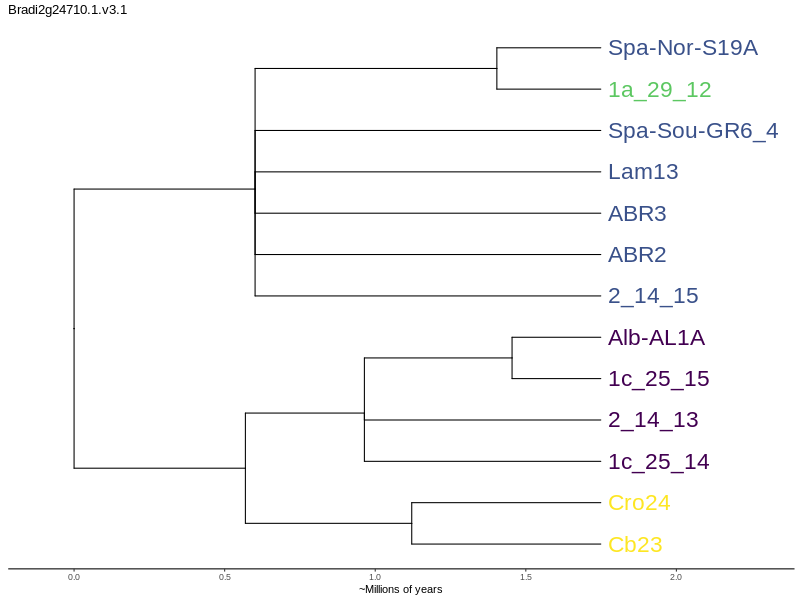 Bradi2g24710.1.v3.1
Spa-Nor-S19A
1a_29_12
Spa-Sou-GR6_4
Lam13
ABR3
ABR2
2_14_15
Alb-AL1A
1c_25_15
2_14_13
1c_25_14
Cro24
Cb23
0.0 0.5 1.0 1.5 2.0
~Millions of years